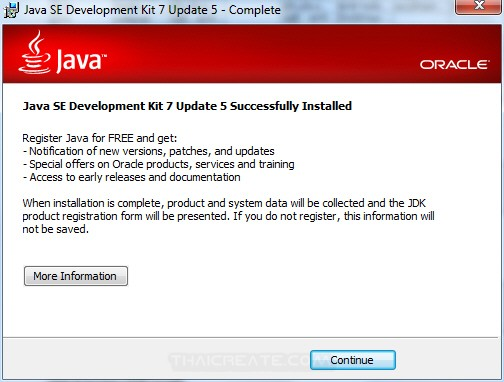 Java SE Development Kit 7 Update 5 - Complete
Java™
ORACLE®
Java SE Development Kit 7 Update 5 Successfully Installed
Register Java for FREE and get:
- Notification of new versions, patches, and updates
- Special offers on Oracle products, services and training
- Access to early releases and documentation
When installation is complete, product and system data will be collected and the JDK
product registration form will be presented. If you do not register, this information will
not be saved.
More Information
THAICREATE.COM
Continue